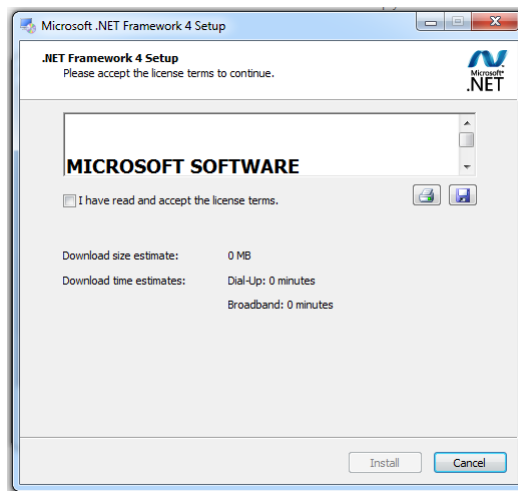 Microsoft .NET Framework 4 Setup
.NET Framework 4 Setup
Please accept the license terms to continue.
Microsoft®
.NET
MICROSOFT SOFTWARE
I have read and accept the license terms.
Download size estimate: 0 MB
Download time estimates: Dial-Up: 0 minutes
Broadband: 0 minutes
Install Cancel